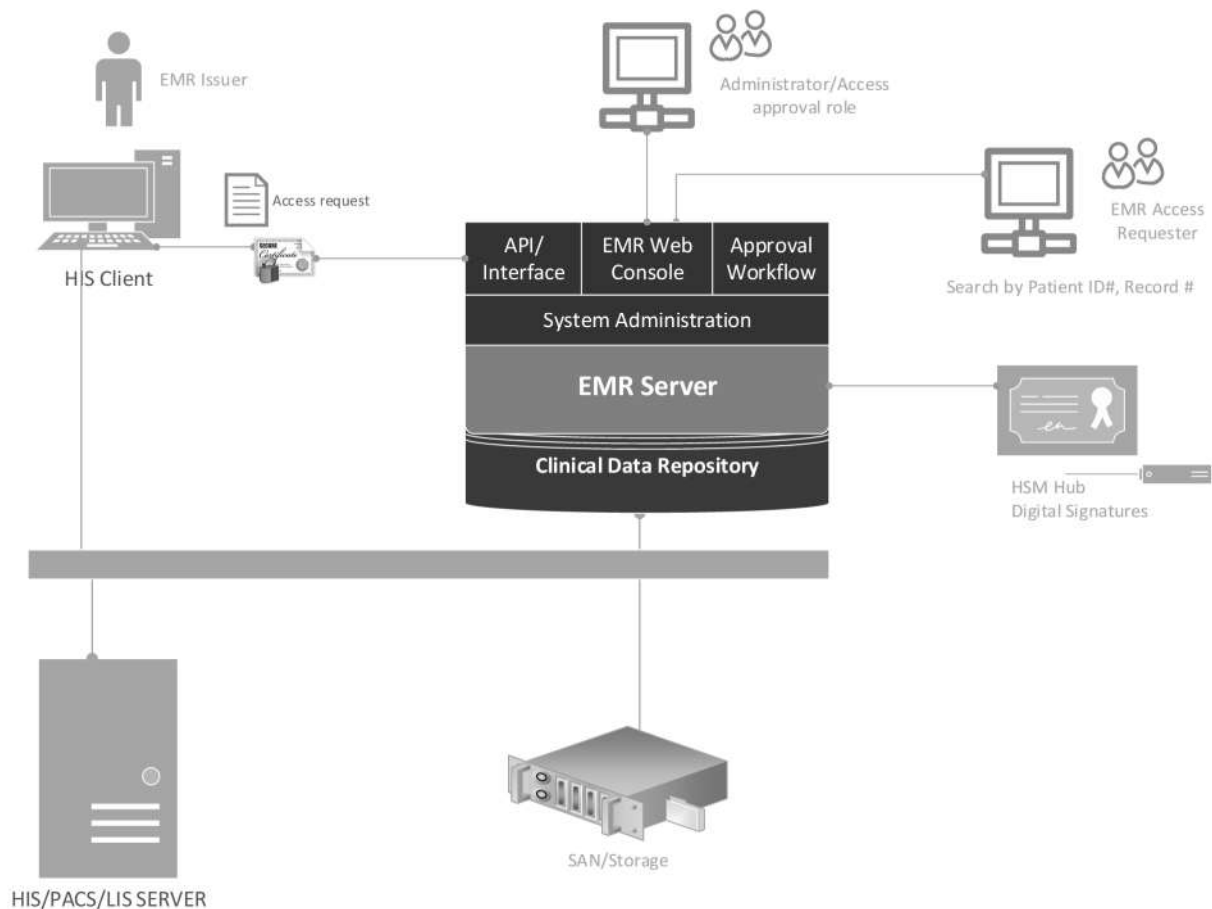 EMR Issuer
Administrator/Access
approval role
Access request
HIS Client
EMR Access
Requester
Search by Patient ID#, Record #
API/
Interface
EMR Web
Console
Approval
Workflow
System Administration
EMR Server
Clinical Data Repository
HSM Hub
Digital Signatures
SAN/Storage
HIS/PACS/LIS SERVER
Certificate